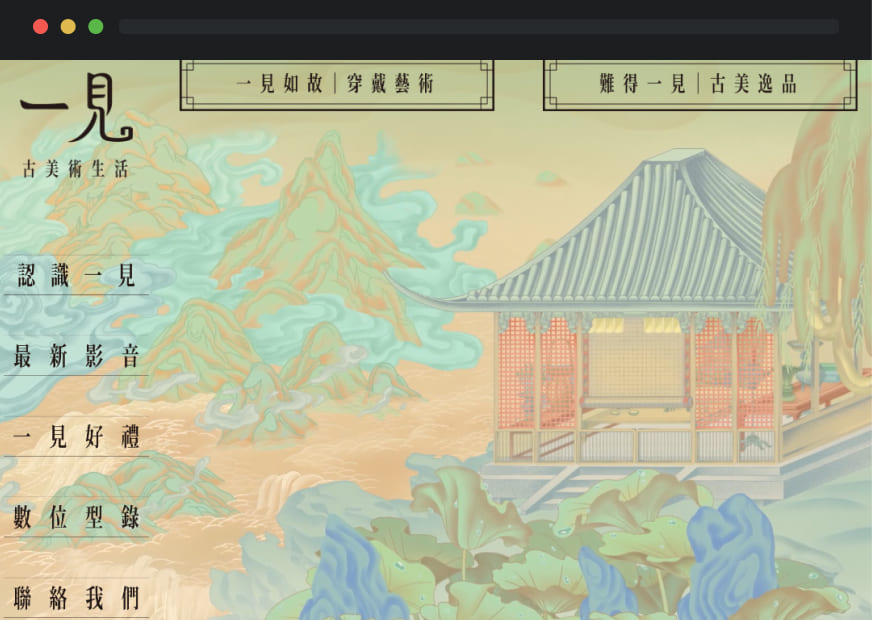 一見
古美術生活
一見如故｜穿戴藝術
難得一見｜古美逸品
認識一見
最新影音
一見好禮
數位型錄
聯絡我們